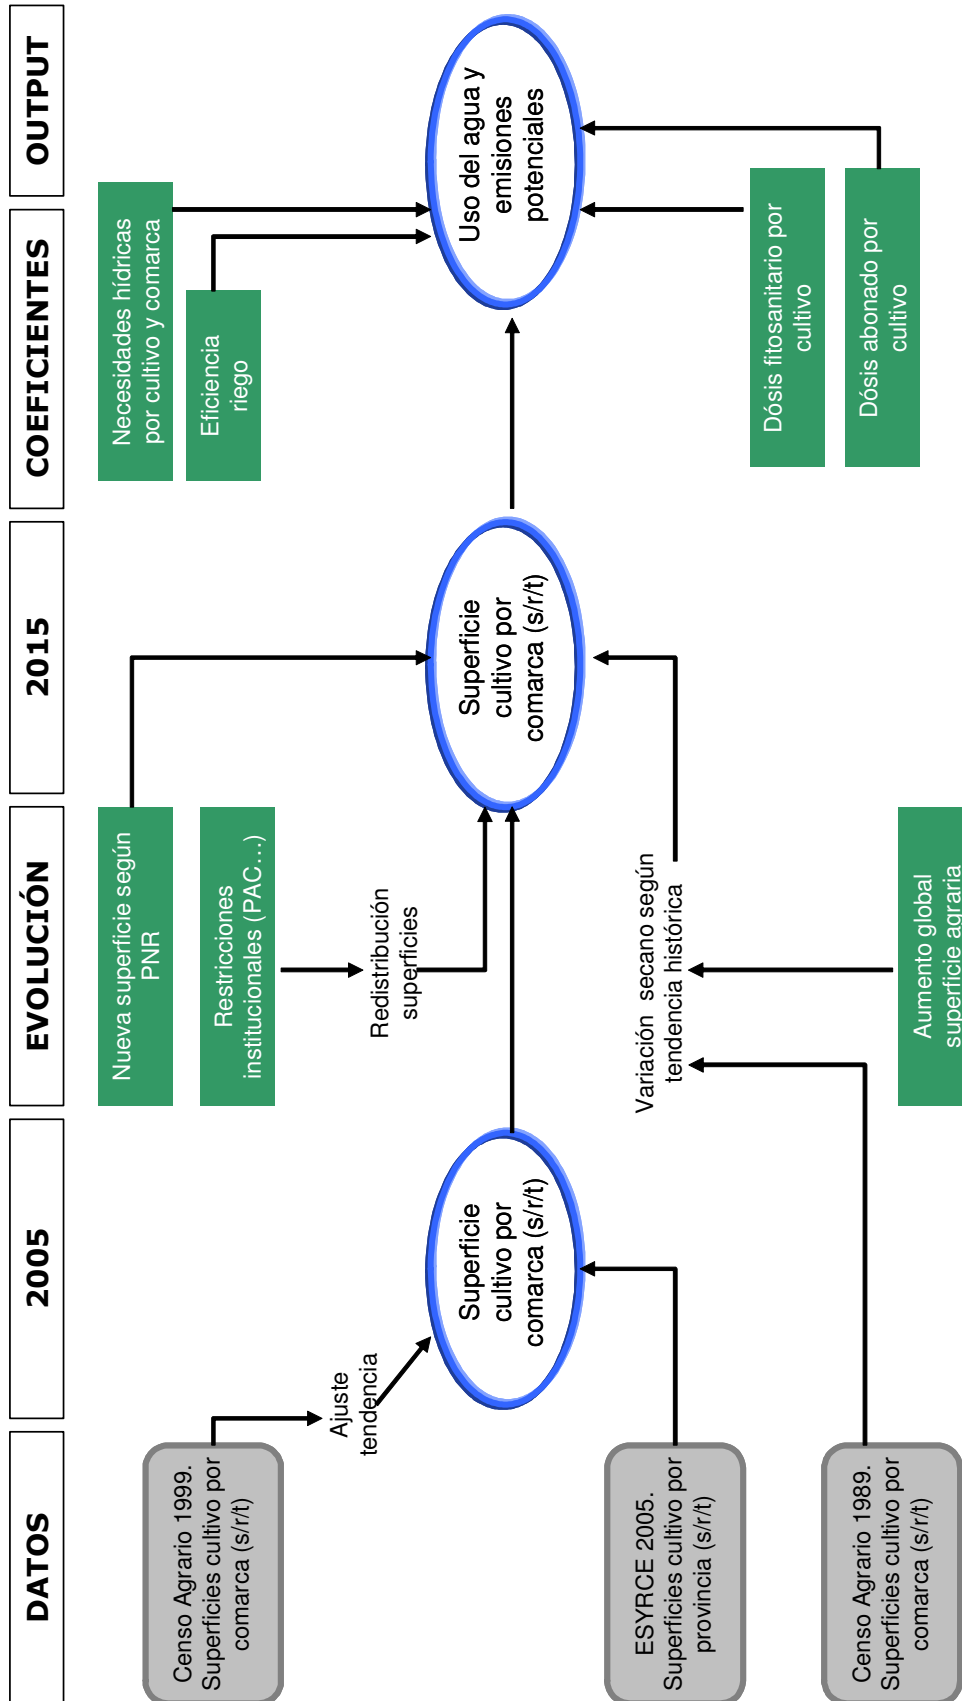 DATOS
2005
EVOLUCIÓN
2015
COEFICIENTES
OUTPUT
Censo Agrario 1999.
Superficies cultivo por
comarca (s/r/t)
Ajuste
tendencia
ESYRCE 2005.
Superficies cultivo por
provincia (s/r/t)
Censo Agrario 1989.
Superficies cultivo por
comarca (s/r/t)
Superficie
cultivo por
comarca (s/r/t)
Nueva superficie según
PNR
Restricciones
institucionales (PAC...)
Redistribución
superficies
Variación secano según
tendencia histórica
Aumento global
superficie agraria
Superficie
cultivo por
comarca (s/r/t)
Necesidades hídricas
por cultivo y comarca
Eficiencia
riego
Dósis fitosanitario por
cultivo
Dósis abonado por
cultivo
Uso del agua y
emisiones
potenciales